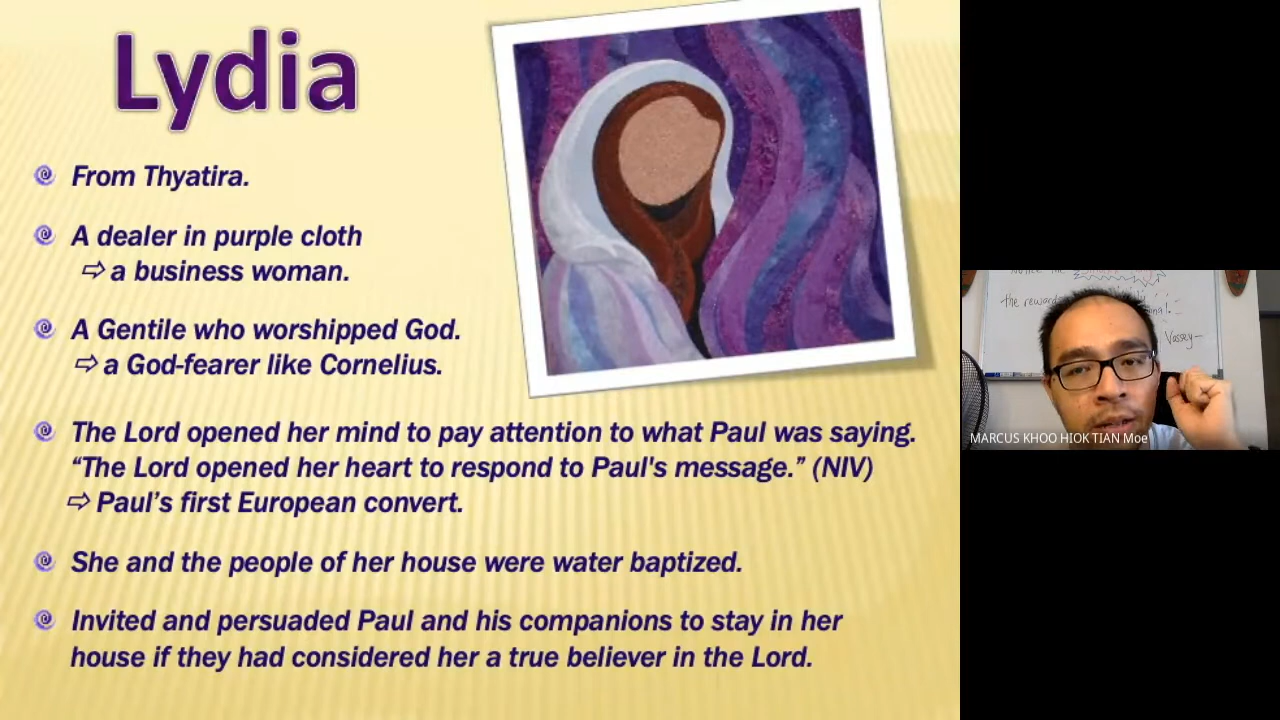 Lydia
From Thyatira.
A dealer in purple cloth
⇨ a business woman.
A Gentile who worshipped God.
⇨ a God-fearer like Cornelius.
The Lord opened her mind to pay attention to what Paul was saying.
“The Lord opened her heart to respond to Paul's message.” (NIV)
⇨ Paul’s first European convert.
She and the people of her house were water baptized.
Invited and persuaded Paul and his companions to stay in her
house if they had considered her a true believer in the Lord.
the reward
Vassey—
MARCUS KHOO HIOK TIAN Moe